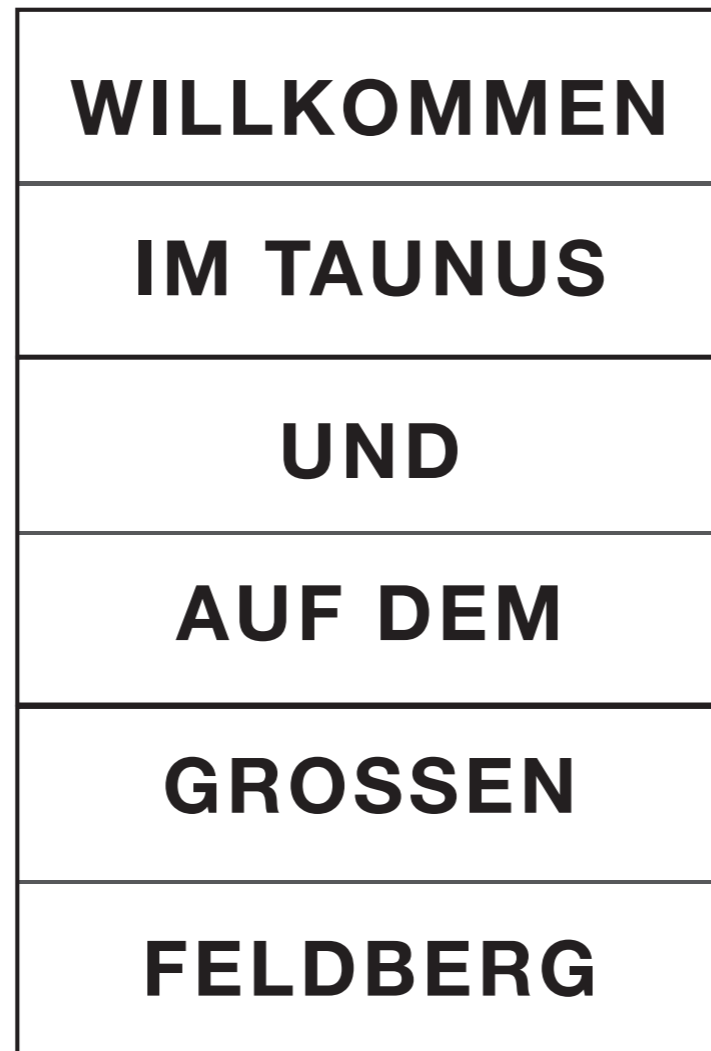 WILLKOMMEN
IM TAUNUS
UND
AUF DEM
GROSSEN
FELDBERG